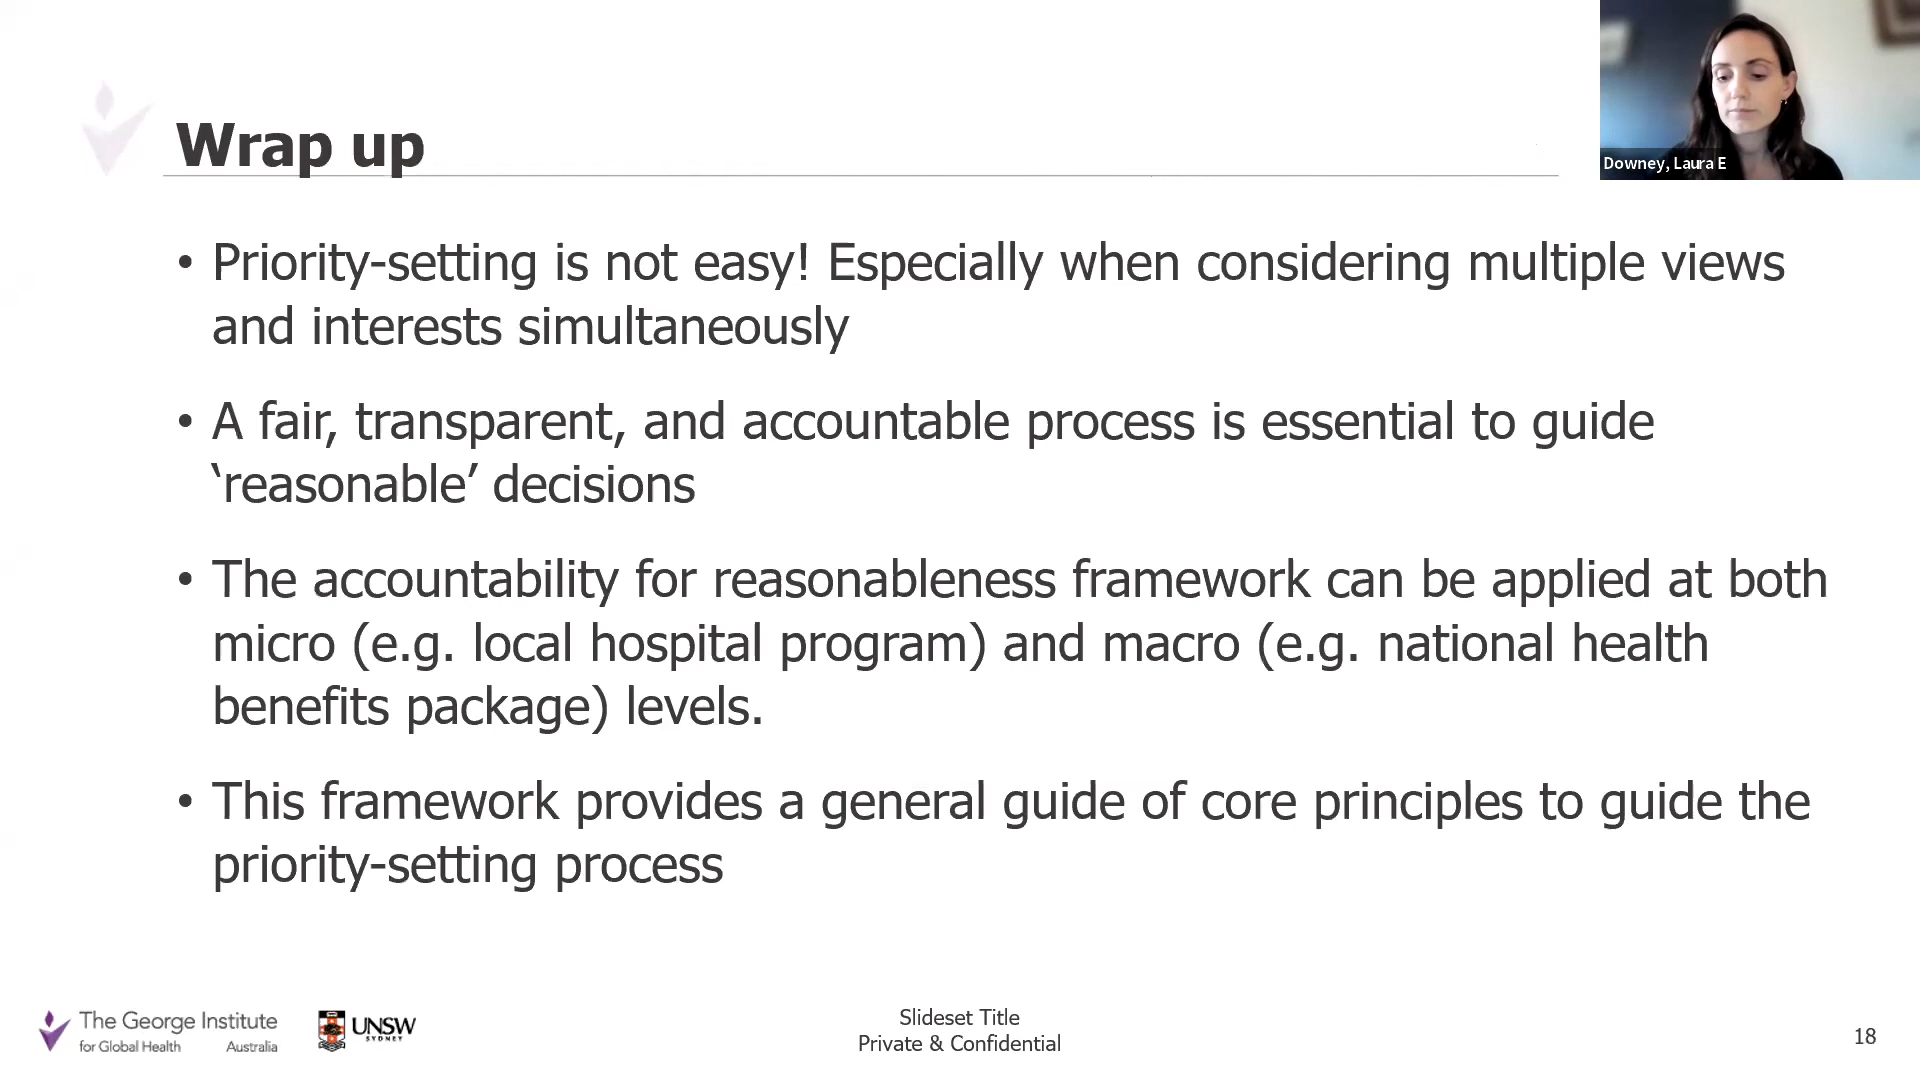 Wrap up
Downey, Laura E
• Priority-setting is not easy! Especially when considering multiple views
and interests simultaneously
• A fair, transparent, and accountable process is essential to guide
‘reasonable’ decisions
• The accountability for reasonableness framework can be applied at both
micro (e.g. local hospital program) and macro (e.g. national health
benefits package) levels.
• This framework provides a general guide of core principles to guide the
priority-setting process
The George Institute
for Global Health Australia
UNSW
SYDNEY
Slideset Title
Private & Confidential
18